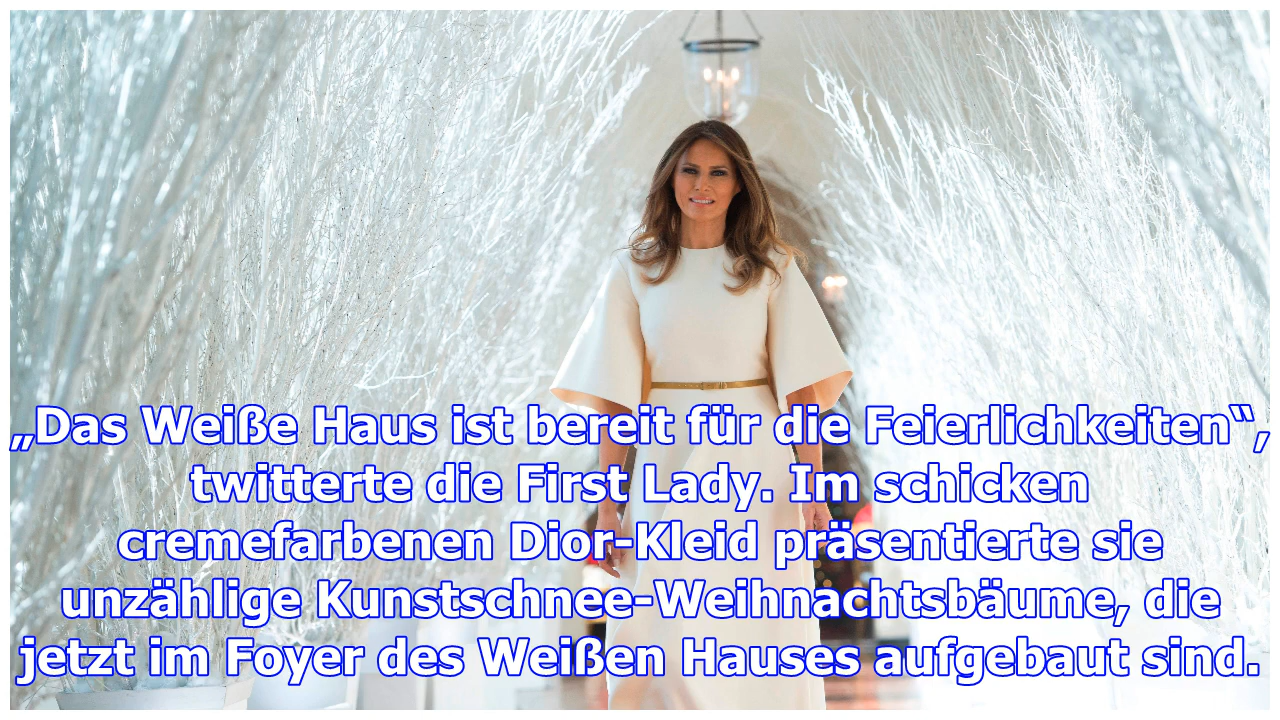 „Das Weiße Haus ist bereit für die Feierlichkeiten“,
twitterte die First Lady. Im schicken
cremefarbenen Dior-Kleid präsentierte sie
unzählige Kunstschnee-Weihnachtsbäume, die
jetzt im Foyer des Weißen Hauses aufgebaut sind.